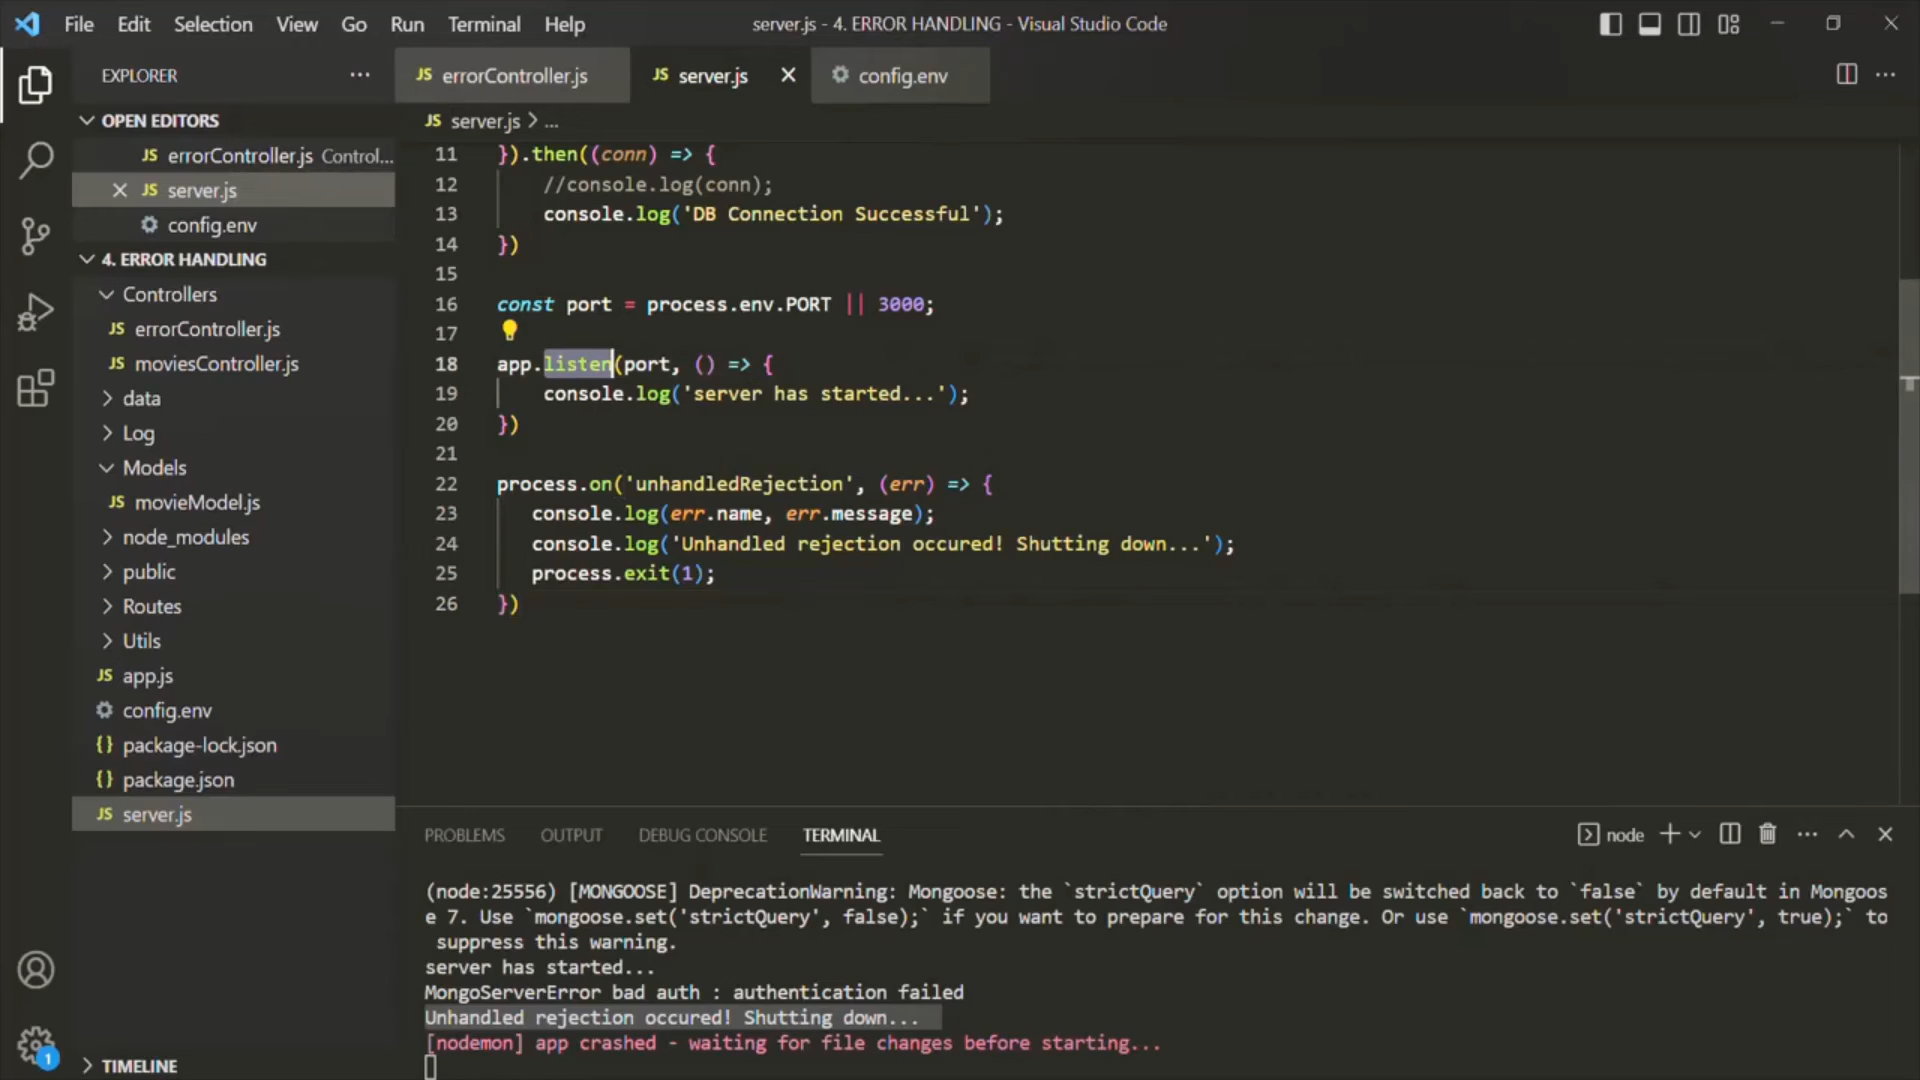 File Edit Selection View Go Run Terminal Help server.js - 4. ERROR HANDLING - Visual Studio Code
EXPLORER ...
OPEN EDITORS
JS errorController.js Control...
JS server.js
config.env
4. ERROR HANDLING
Controllers
JS errorController.js
JS moviesController.js
data
Log
Models
JS movieModel.js
node_modules
public
Routes
Utils
JS app.js
config.env
{} package-lock.json
{} package.json
JS server.js
TIMELINE
1
JS errorController.js JS server.js config.env
JS server.js > ...
11 }).then((conn) => {
12 //console.log(conn);
13 console.log('DB Connection Successful');
14 })
15
16 const port = process.env.PORT || 3000;
17
18 app.listen(port, () => {
19 console.log('server has started...');
20 })
21
22 process.on('unhandledRejection', (err) => {
23 console.log(err.name, err.message);
24 console.log('Unhandled rejection occured! Shutting down...');
25 process.exit(1);
26 })
PROBLEMS OUTPUT DEBUG CONSOLE TERMINAL node
(node:25556) [MONGOOSE] DeprecationWarning: Mongoose: the `strictQuery` option will be switched back to `false` by default in Mongoos
e 7. Use `mongoose.set('strictQuery', false);` if you want to prepare for this change. Or use `mongoose.set('strictQuery', true);` to
suppress this warning.
server has started...
MongoServerError bad auth : authentication failed
Unhandled rejection occured! Shutting down...
[nodemon] app crashed - waiting for file changes before starting...